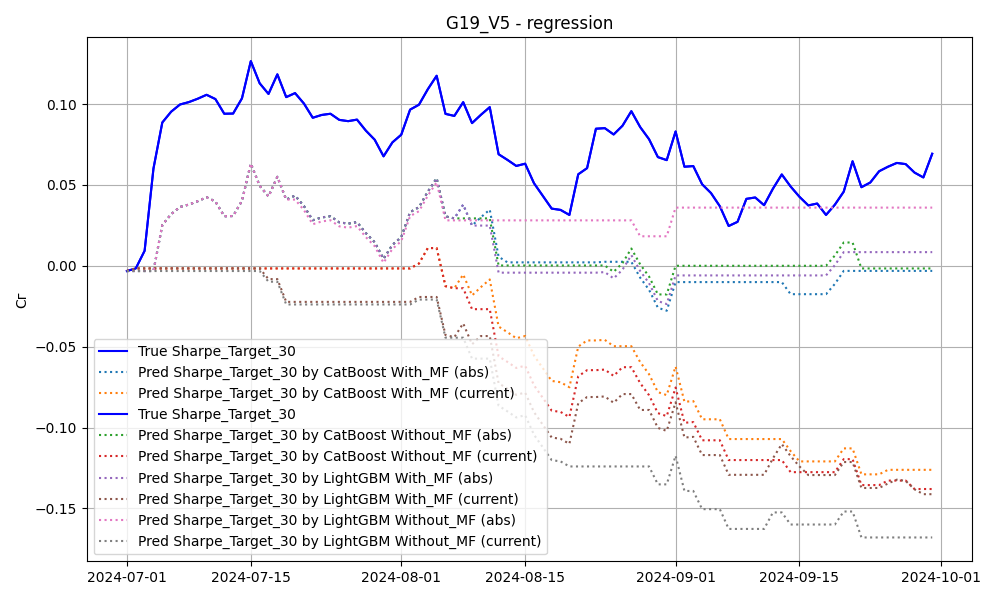 G19_V5 - regression
0.10
0.05
0.00
−0.05
−0.10
−0.15
Cr
True Sharpe_Target_30
Pred Sharpe_Target_30 by CatBoost With_MF (abs)
Pred Sharpe_Target_30 by CatBoost With_MF (current)
True Sharpe_Target_30
Pred Sharpe_Target_30 by CatBoost Without_MF (abs)
Pred Sharpe_Target_30 by CatBoost Without_MF (current)
Pred Sharpe_Target_30 by LightGBM With_MF (abs)
Pred Sharpe_Target_30 by LightGBM With_MF (current)
Pred Sharpe_Target_30 by LightGBM Without_MF (abs)
Pred Sharpe_Target_30 by LightGBM Without_MF (current)
2024-07-01
2024-07-15
2024-08-01
2024-08-15
2024-09-01
2024-09-15
2024-10-01